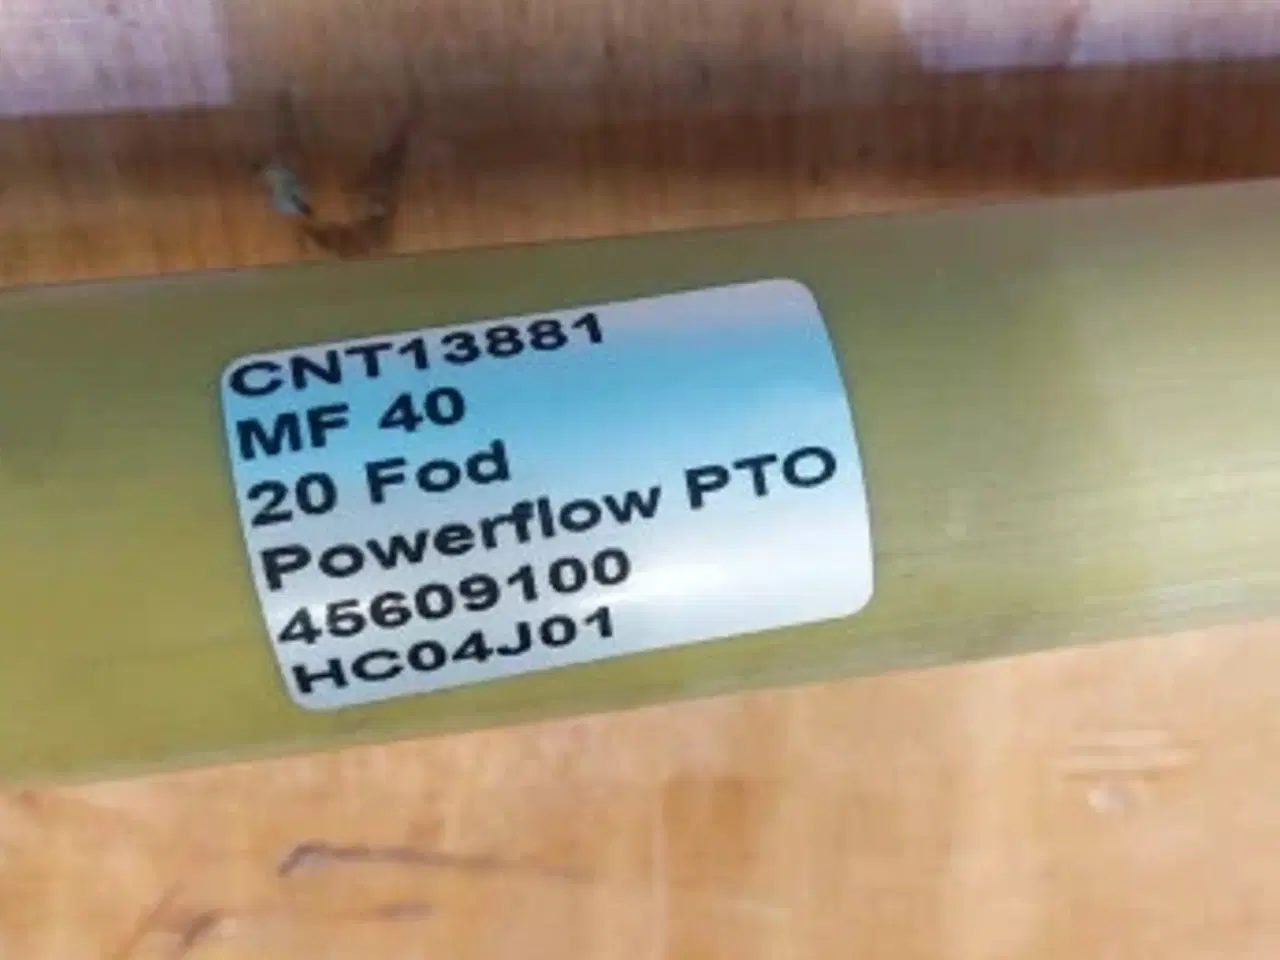 CNT13881
MF 40
20 Fod
Powerflow PTO
45609100
HC04J01